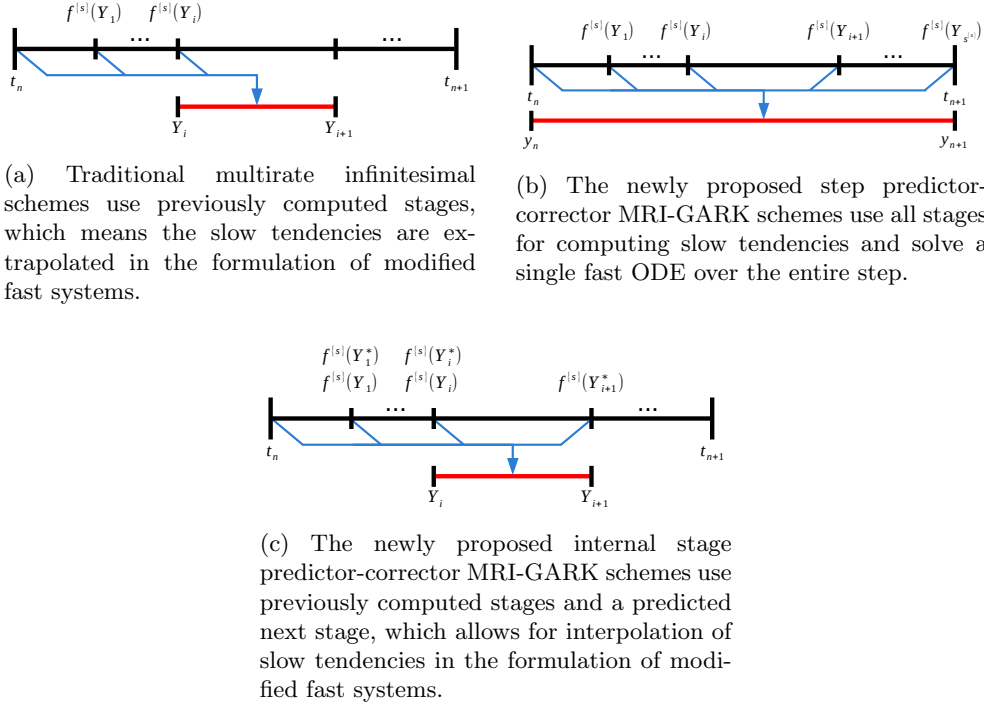 f^{s}(Y_1) f^{s}(Y_i)
... ...
t_n t_{n+1}
Y_i Y_{i+1}
(a) Traditional multirate infinitesimal
schemes use previously computed stages,
which means the slow tendencies are ex-
trapolated in the formulation of modified
fast systems.
f^{s}(Y_1) f^{s}(Y_i) f^{s}(Y_{i+1}) f^{s}(Y_{s^{s}})
... ...
t_n t_{n+1}
y_n y_{n+1}
(b) The newly proposed step predictor-
corrector MRI-GARK schemes use all stages
for computing slow tendencies and solve a
single fast ODE over the entire step.
f^{s}(Y_1^*) f^{s}(Y_i^*)
f^{s}(Y_1) f^{s}(Y_i) f^{s}(Y_{i+1}^*)
... ...
t_n t_{n+1}
Y_i Y_{i+1}
(c) The newly proposed internal stage
predictor-corrector MRI-GARK schemes use
previously computed stages and a predicted
next stage, which allows for interpolation of
slow tendencies in the formulation of modi-
fied fast systems.